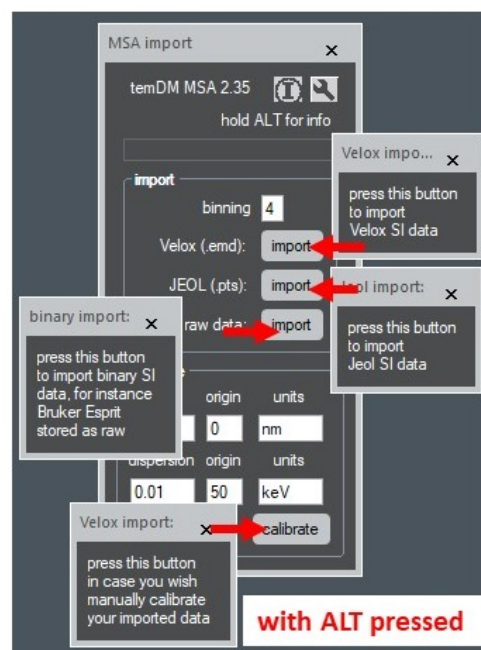 MSA import
temDM MSA 2.35
hold ALT for info
Velox impo...
press this button
to import
Velox SI data
import
binning 4
Velox (.emd): import
JEOL (.pts): import
raw data: import
import:
press this button
to import
Jeol SI data
binary import:
press this button
to import binary SI
data, for instance
Bruker Esprit
stored as raw
origin units
0 nm
dispersion origin units
0.01 50 keV
calibrate
Velox import:
press this button
in case you wish
manually calibrate
your imported data
with ALT pressed